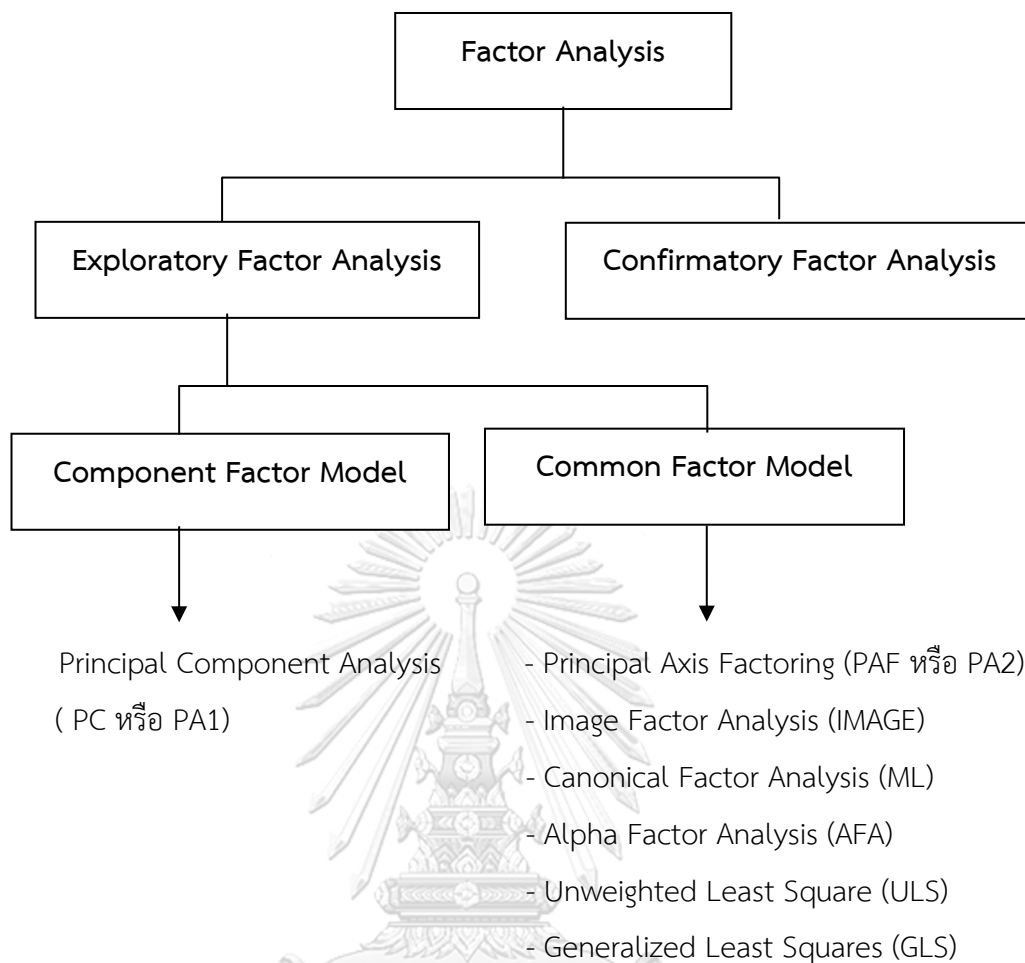 Factor Analysis
Exploratory Factor Analysis
Confirmatory Factor Analysis
Component Factor Model
Common Factor Model
Principal Component Analysis
( PC หรือ PA1)
- Principal Axis Factoring (PAF หรือ PA2)
- Image Factor Analysis (IMAGE)
- Canonical Factor Analysis (ML)
- Alpha Factor Analysis (AFA)
- Unweighted Least Square (ULS)
- Generalized Least Squares (GLS)